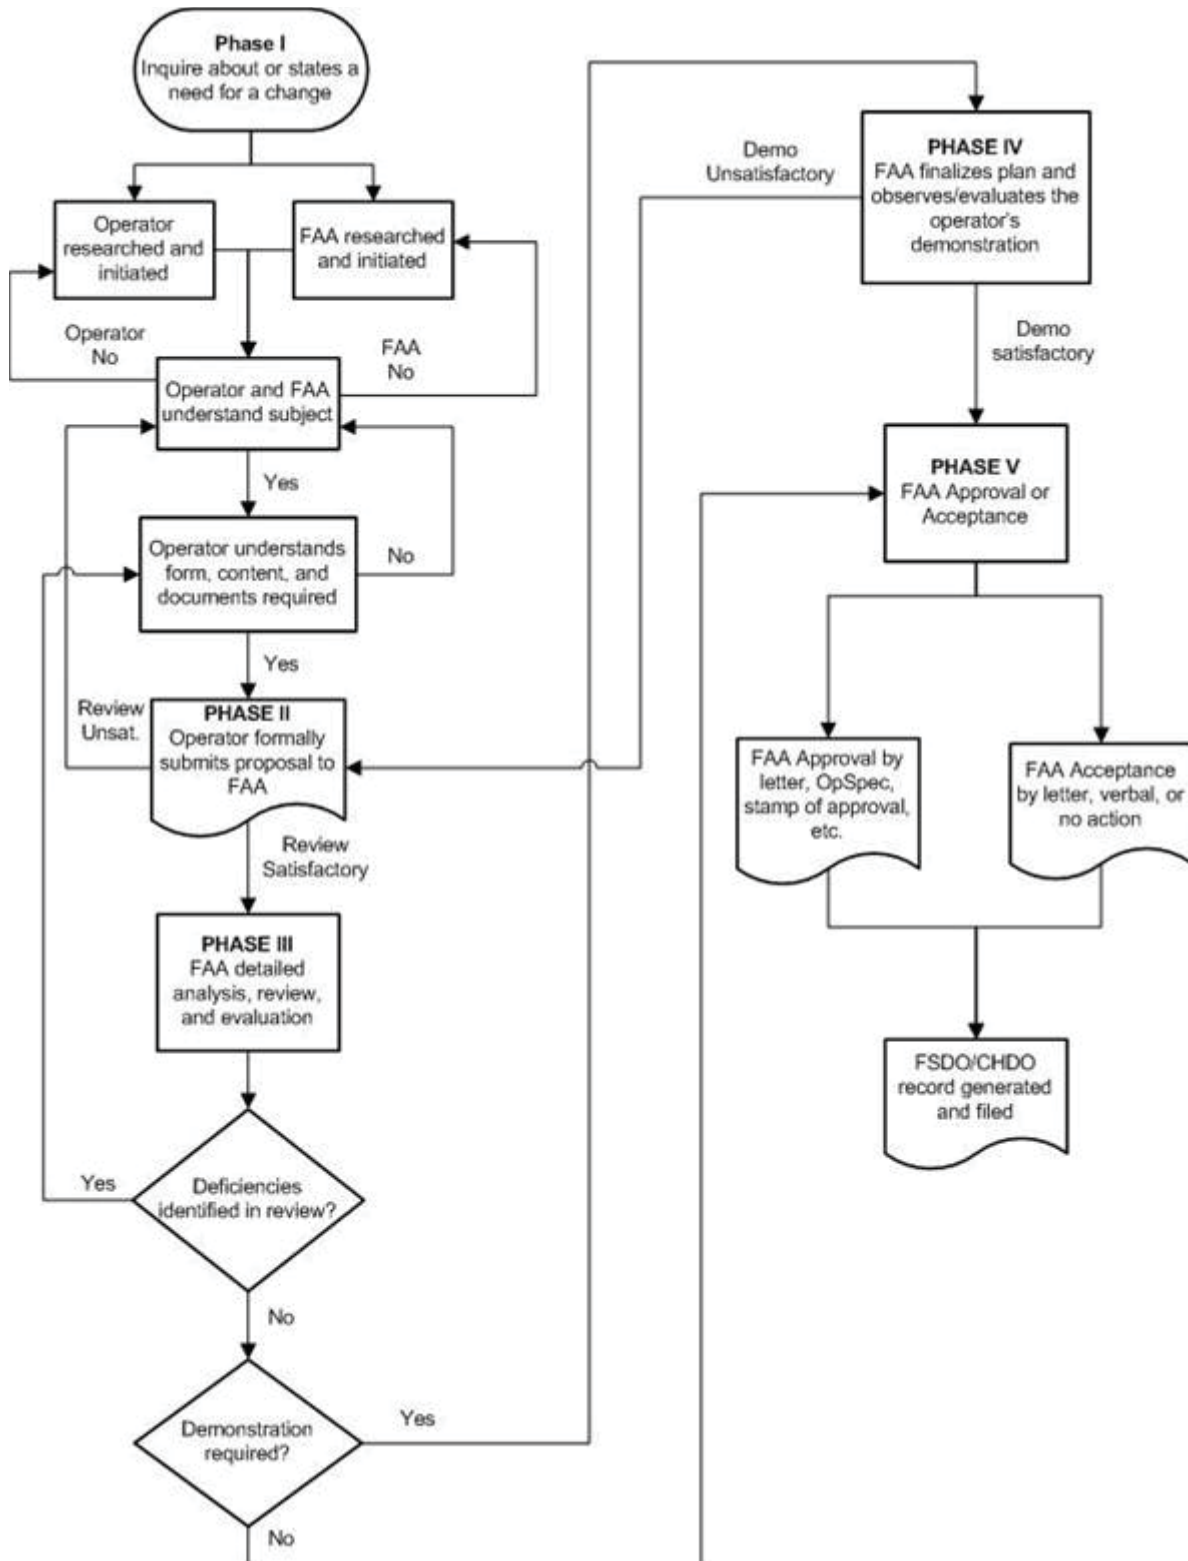 Phase I
Inquire about or states a
need for a change
Operator
researched and
initiated
FAA researched
and initiated
Operator
No
FAA
No
Operator and FAA
understand subject
Yes
Operator understands
form, content, and
documents required
No
Yes
Review
Unsat.
PHASE II
Operator formally
submits proposal to
FAA
Review
Satisfactory
PHASE III
FAA detailed
analysis, review,
and evaluation
Yes
Deficiencies
identified in review?
No
Demonstration
required?
Yes
No
Demo
Unsatisfactory
PHASE IV
FAA finalizes plan and
observes/evaluates the
operator's
demonstration
Demo
satisfactory
PHASE V
FAA Approval or
Acceptance
FAA Approval by
letter, OpSpec,
stamp of approval,
etc.
FAA Acceptance
by letter, verbal, or
no action
FSDO/CHDO
record generated
and filed